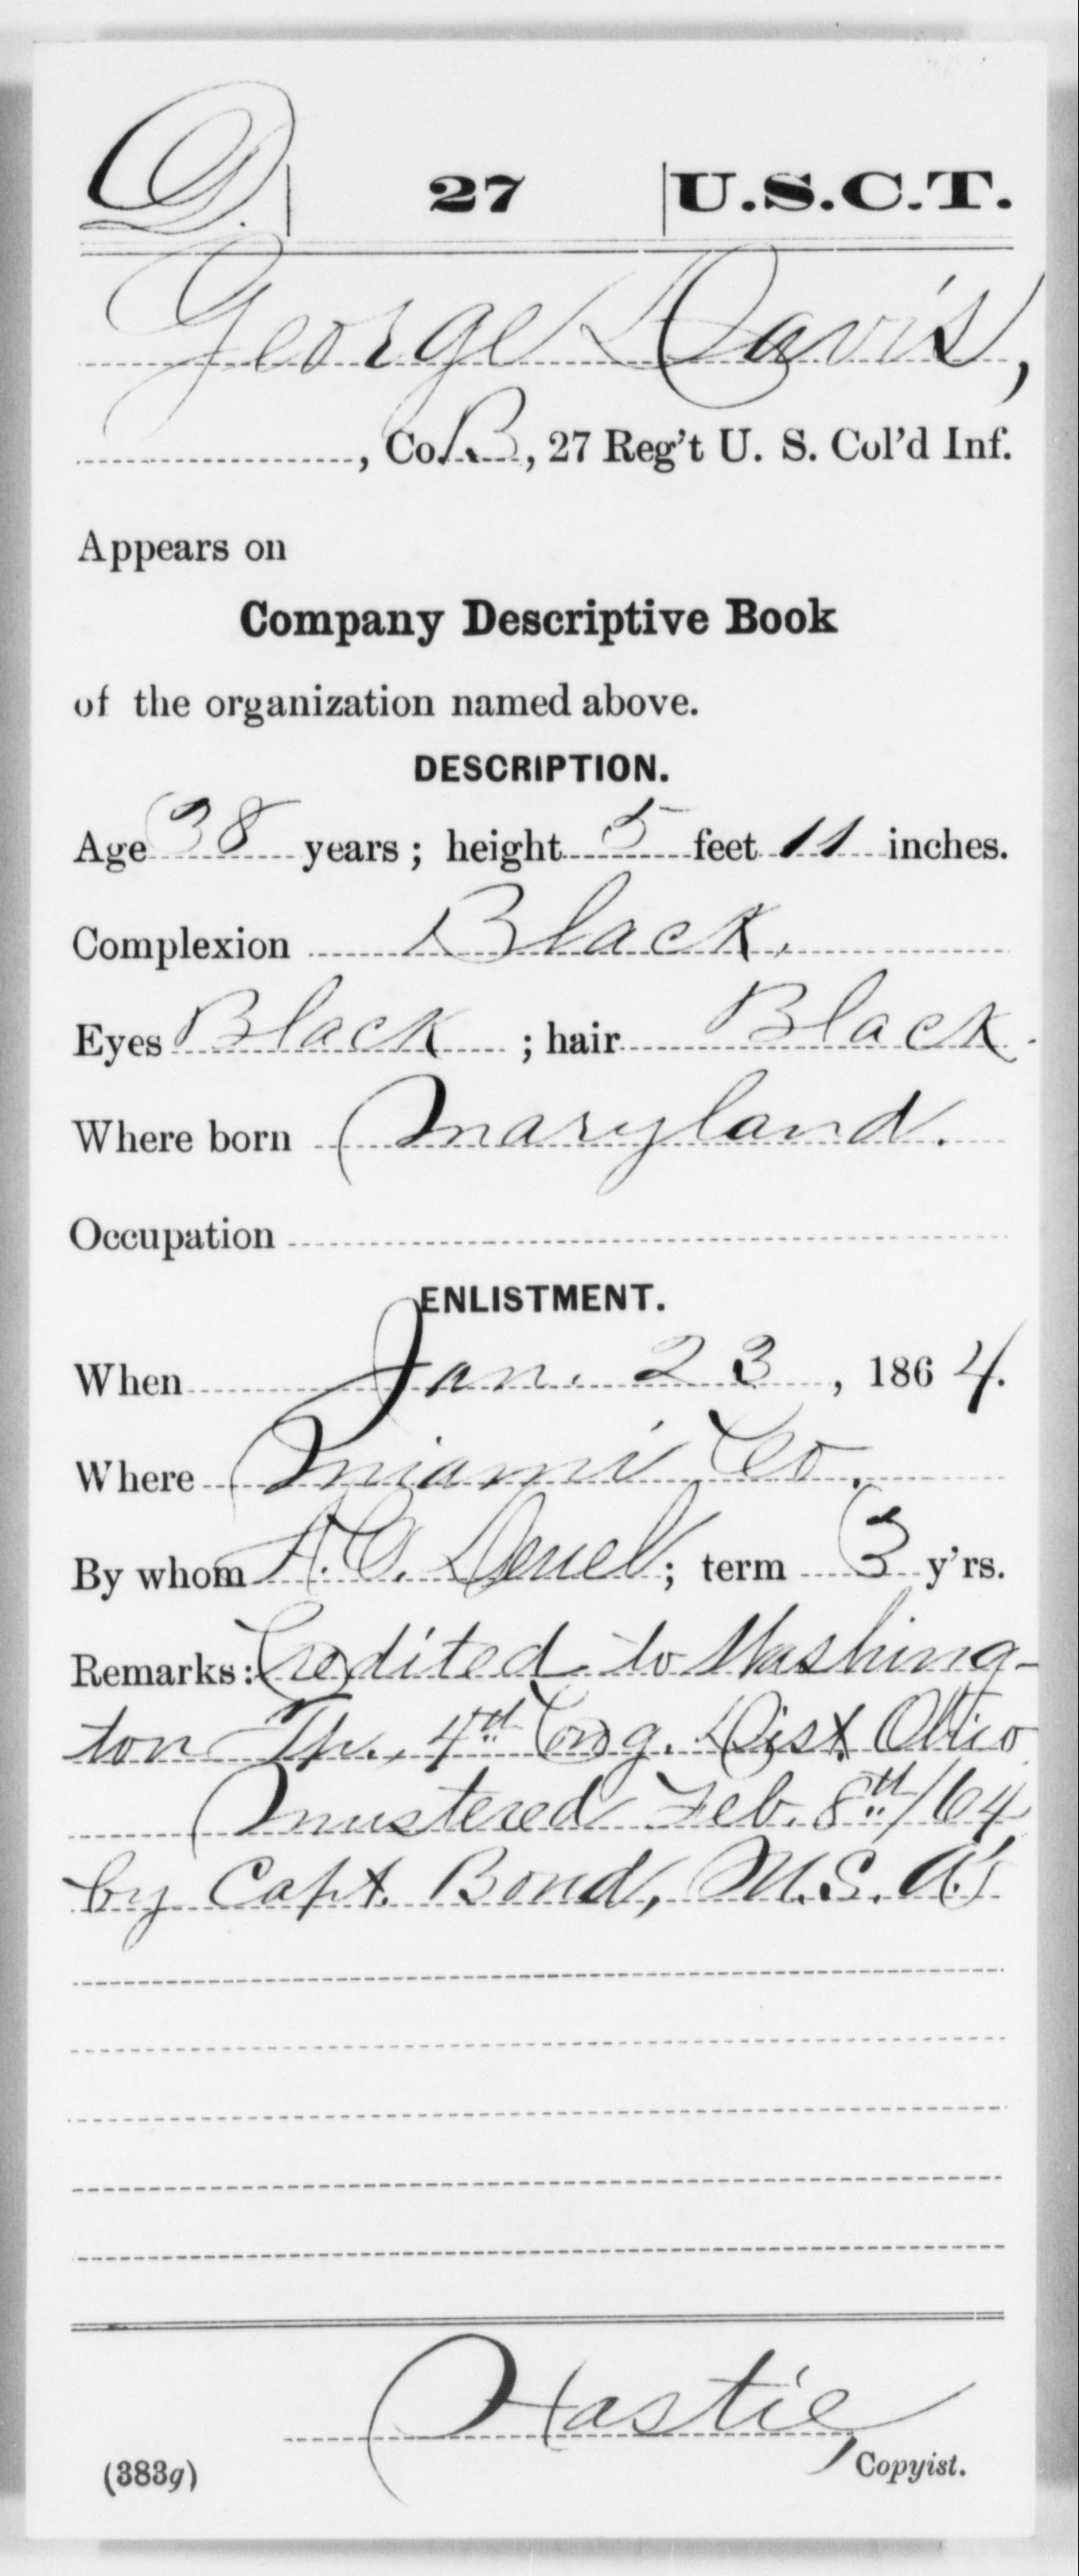 D. | 27 | U.S.C.T.
George Davis,
, Co. B, 27 Reg't U. S. Col'd Inf.
Appears on
Company Descriptive Book
of the organization named above.
DESCRIPTION.
Age 38 years; height 5 feet 11 inches.
Complexion Black.
Eyes Black ; hair Black.
Where born Maryland.
Occupation
ENLISTMENT.
When Jan. 23, 1864.
Where Miami Co.
By whom A. C. Deuel; term 3 y'rs.
Remarks: Credited to Washing-
ton Tp., 4th Cong. Dist. Ohio
Mustered Feb. 8th/64
by Capt. Bond, U.S.A.
Hastie,
(383g) Copyist.